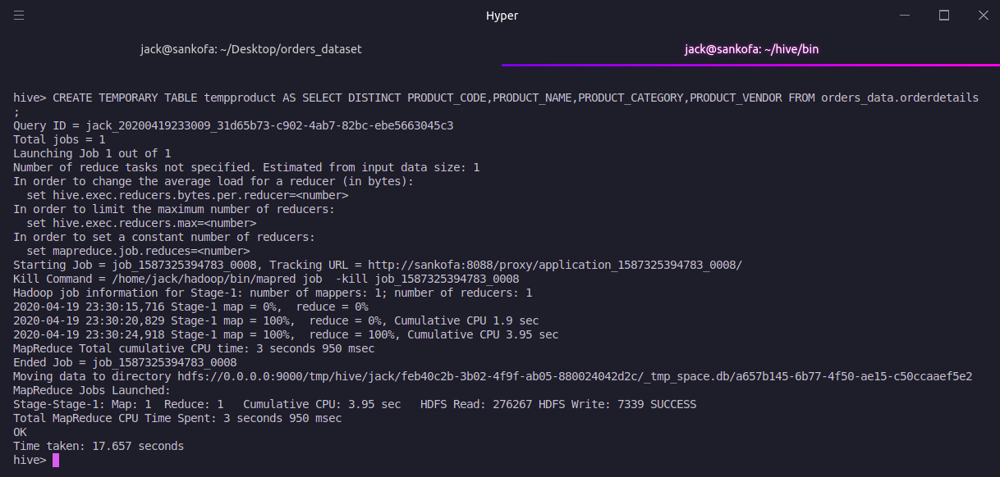 Hyper
jack@sankofa: ~/Desktop/orders_dataset
jack@sankofa: ~/hive/bin
hive> CREATE TEMPORARY TABLE tempproduct AS SELECT DISTINCT PRODUCT_CODE,PRODUCT_NAME,PRODUCT_CATEGORY,PRODUCT_VENDOR FROM orders_data.orderdetails
;
Query ID = jack_20200419233009_31d65b73-c902-4ab7-82bc-ebe5663045c3
Total jobs = 1
Launching Job 1 out of 1
Number of reduce tasks not specified. Estimated from input data size: 1
In order to change the average load for a reducer (in bytes):
  set hive.exec.reducers.bytes.per.reducer=<number>
In order to limit the maximum number of reducers:
  set hive.exec.reducers.max=<number>
In order to set a constant number of reducers:
  set mapreduce.job.reduces=<number>
Starting Job = job_1587325394783_0008, Tracking URL = http://sankofa:8088/proxy/application_1587325394783_0008/
Kill Command = /home/jack/hadoop/bin/mapred job  -kill job_1587325394783_0008
Hadoop job information for Stage-1: number of mappers: 1; number of reducers: 1
2020-04-19 23:30:15,716 Stage-1 map = 0%,  reduce = 0%
2020-04-19 23:30:20,829 Stage-1 map = 100%,  reduce = 0%, Cumulative CPU 1.9 sec
2020-04-19 23:30:24,918 Stage-1 map = 100%,  reduce = 100%, Cumulative CPU 3.95 sec
MapReduce Total cumulative CPU time: 3 seconds 950 msec
Ended Job = job_1587325394783_0008
Moving data to directory hdfs://0.0.0.0:9000/tmp/hive/jack/feb40c2b-3b02-4f9f-ab05-880024042d2c/_tmp_space.db/a657b145-6b77-4f50-ae15-c50ccaaef5e2
MapReduce Jobs Launched:
Stage-Stage-1: Map: 1  Reduce: 1   Cumulative CPU: 3.95 sec   HDFS Read: 276267 HDFS Write: 7339 SUCCESS
Total MapReduce CPU Time Spent: 3 seconds 950 msec
OK
Time taken: 17.657 seconds
hive>